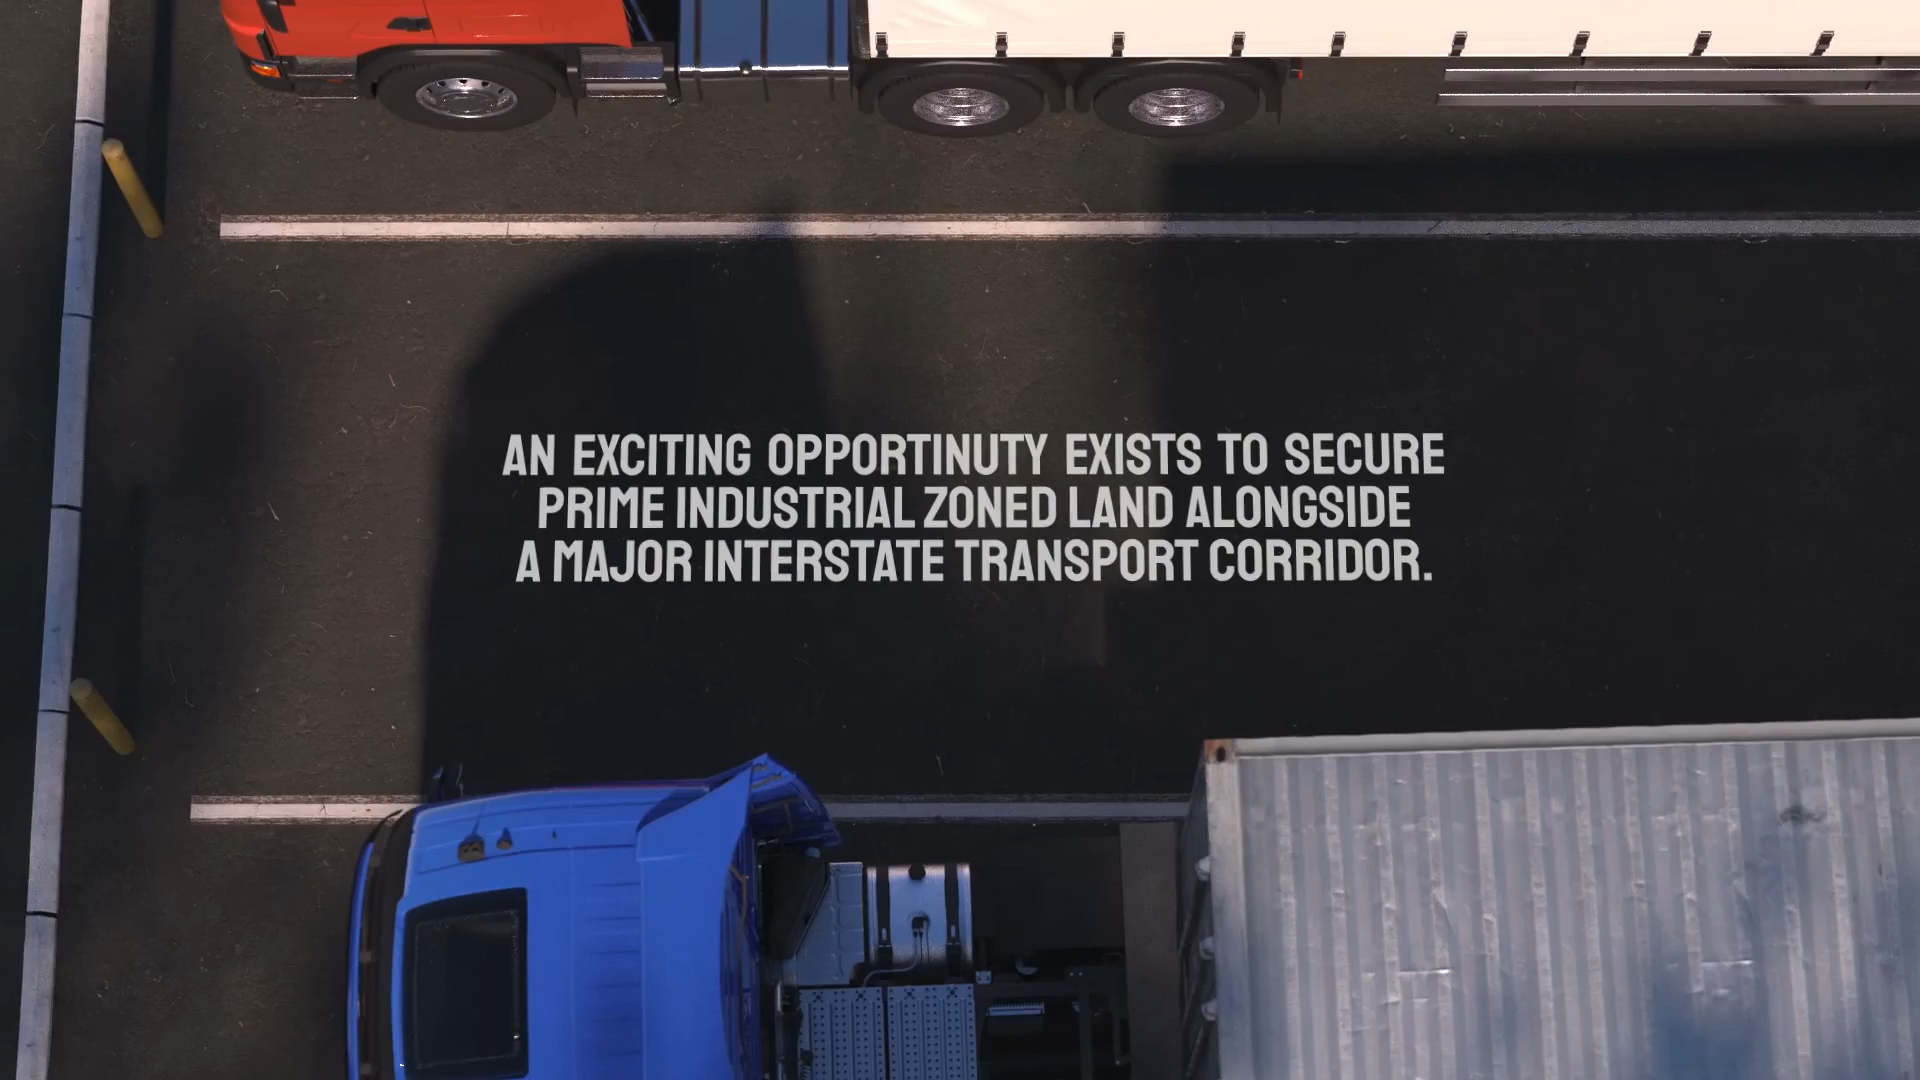 AN EXCITING OPPORTINUTY EXISTS TO SECURE
PRIME INDUSTRIAL ZONED LAND ALONGSIDE
A MAJOR INTERSTATE TRANSPORT CORRIDOR.